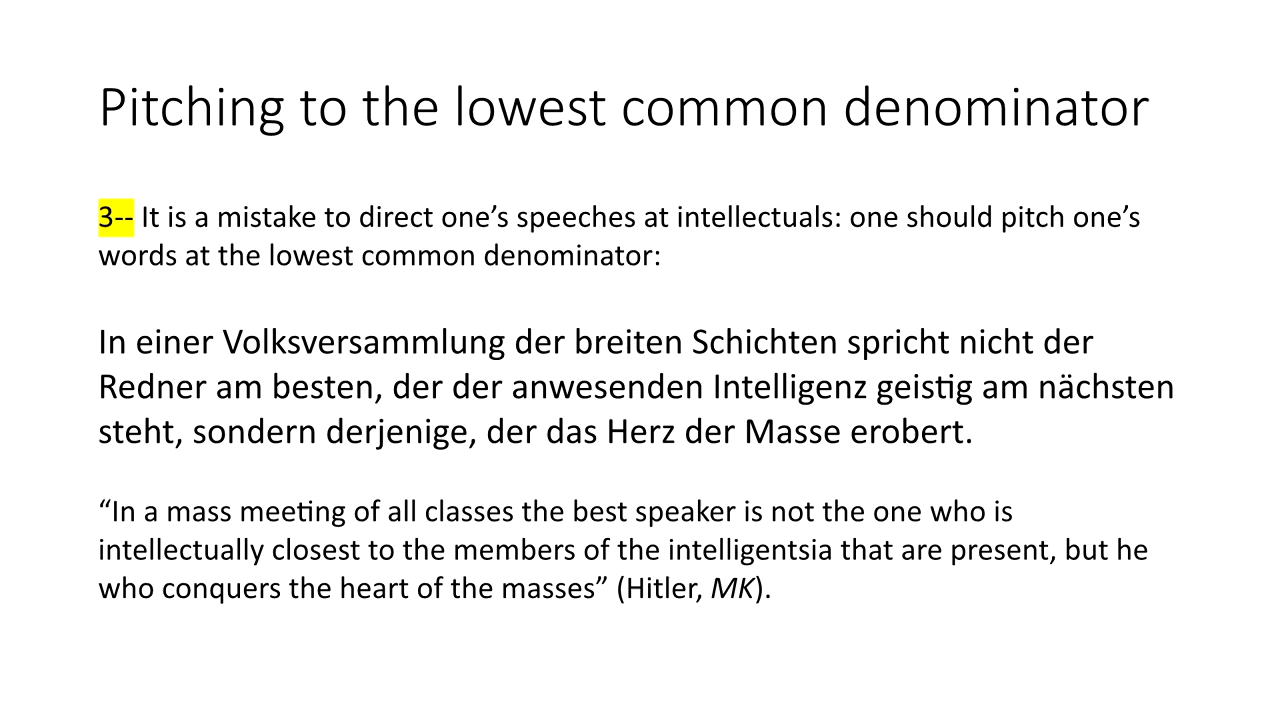 Pitching to the lowest common denominator
3-- It is a mistake to direct one’s speeches at intellectuals: one should pitch one’s
words at the lowest common denominator:
In einer Volksversammlung der breiten Schichten spricht nicht der
Redner am besten, der der anwesenden Intelligenz geistig am nächsten
steht, sondern derjenige, der das Herz der Masse erobert.
“In a mass meeting of all classes the best speaker is not the one who is
intellectually closest to the members of the intelligentsia that are present, but he
who conquers the heart of the masses” (Hitler, MK).